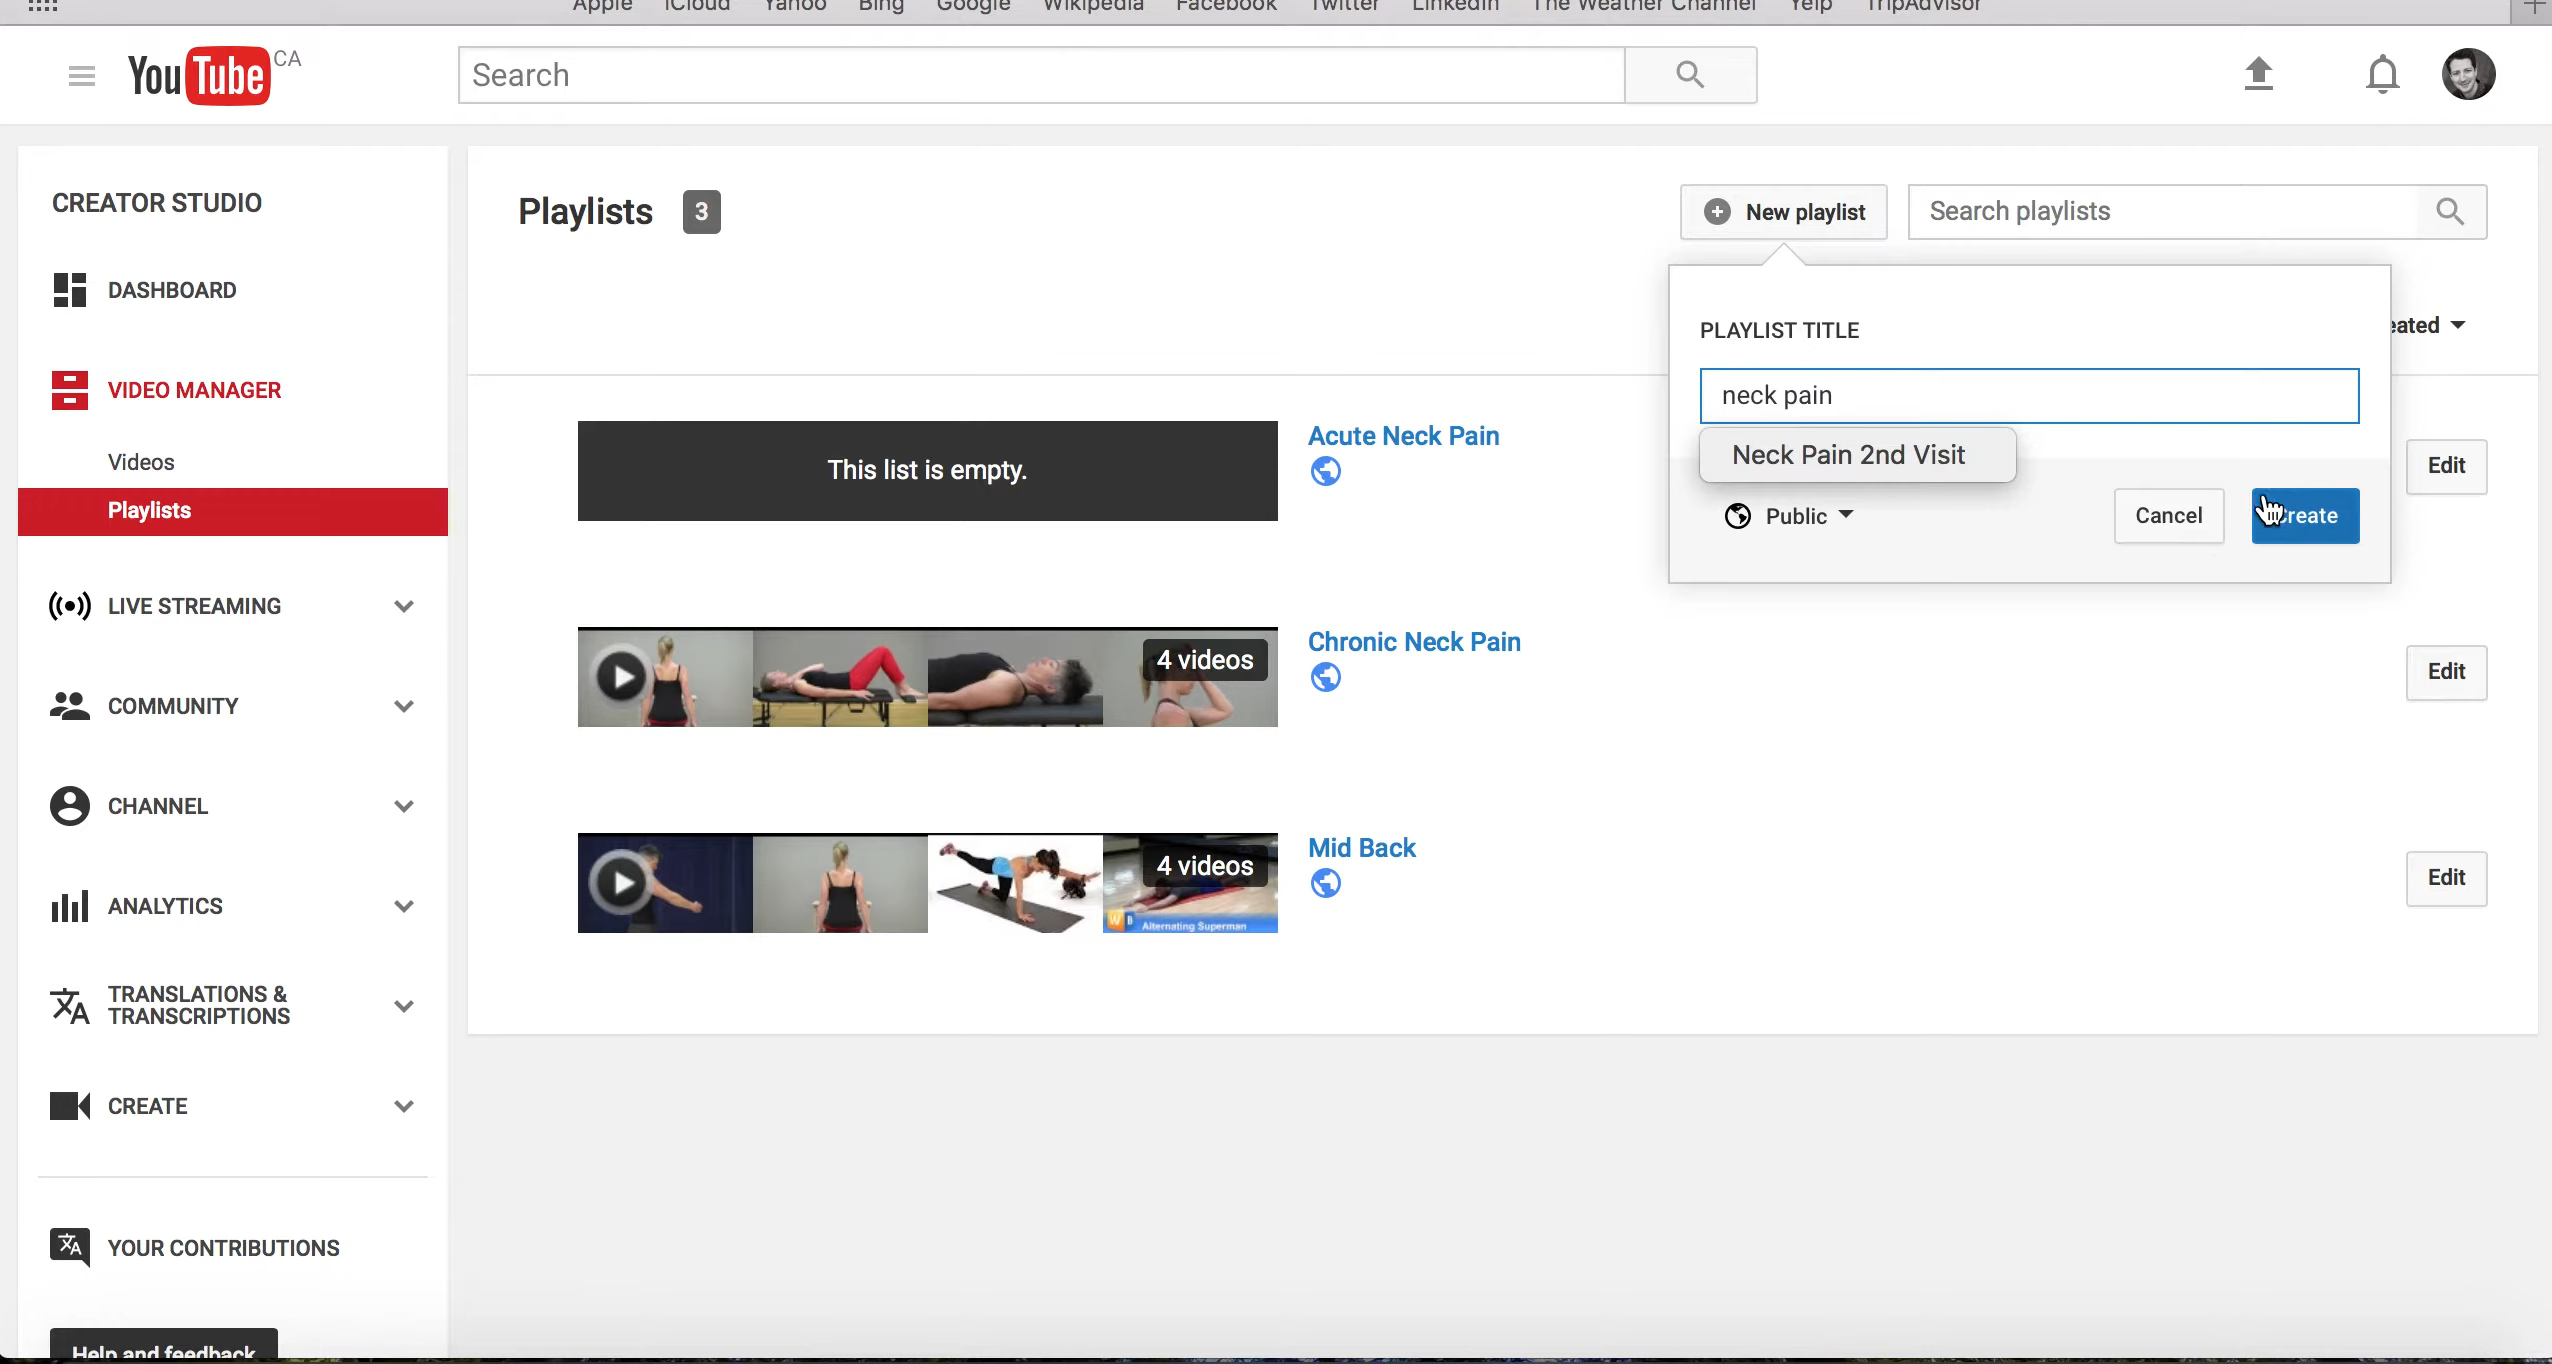 Apple iCloud Yahoo Bing Google Wikipedia Facebook Twitter LinkedIn The Weather Channel Yelp TripAdvisor
YouTube CA
Search
CREATOR STUDIO
DASHBOARD
VIDEO MANAGER
Videos
Playlists
LIVE STREAMING
COMMUNITY
CHANNEL
ANALYTICS
TRANSLATIONS &
TRANSCRIPTIONS
CREATE
YOUR CONTRIBUTIONS
Help and feedback
Playlists 3
New playlist
Search playlists
PLAYLIST TITLE
eated
neck pain
Neck Pain 2nd Visit
Public
Cancel
Create
This list is empty.
Acute Neck Pain
Edit
4 videos
Chronic Neck Pain
Edit
4 videos
WB Alternating Superman
Mid Back
Edit